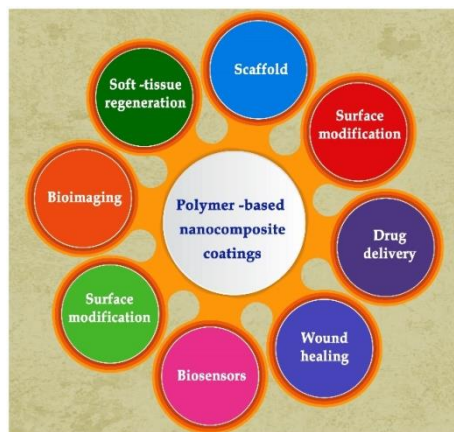 Scaffold
Surface
modification
Drug
delivery
Wound
healing
Biosensors
Surface
modification
Bioimaging
Soft -tissue
regeneration
Polymer -based
nanocomposite
coatings